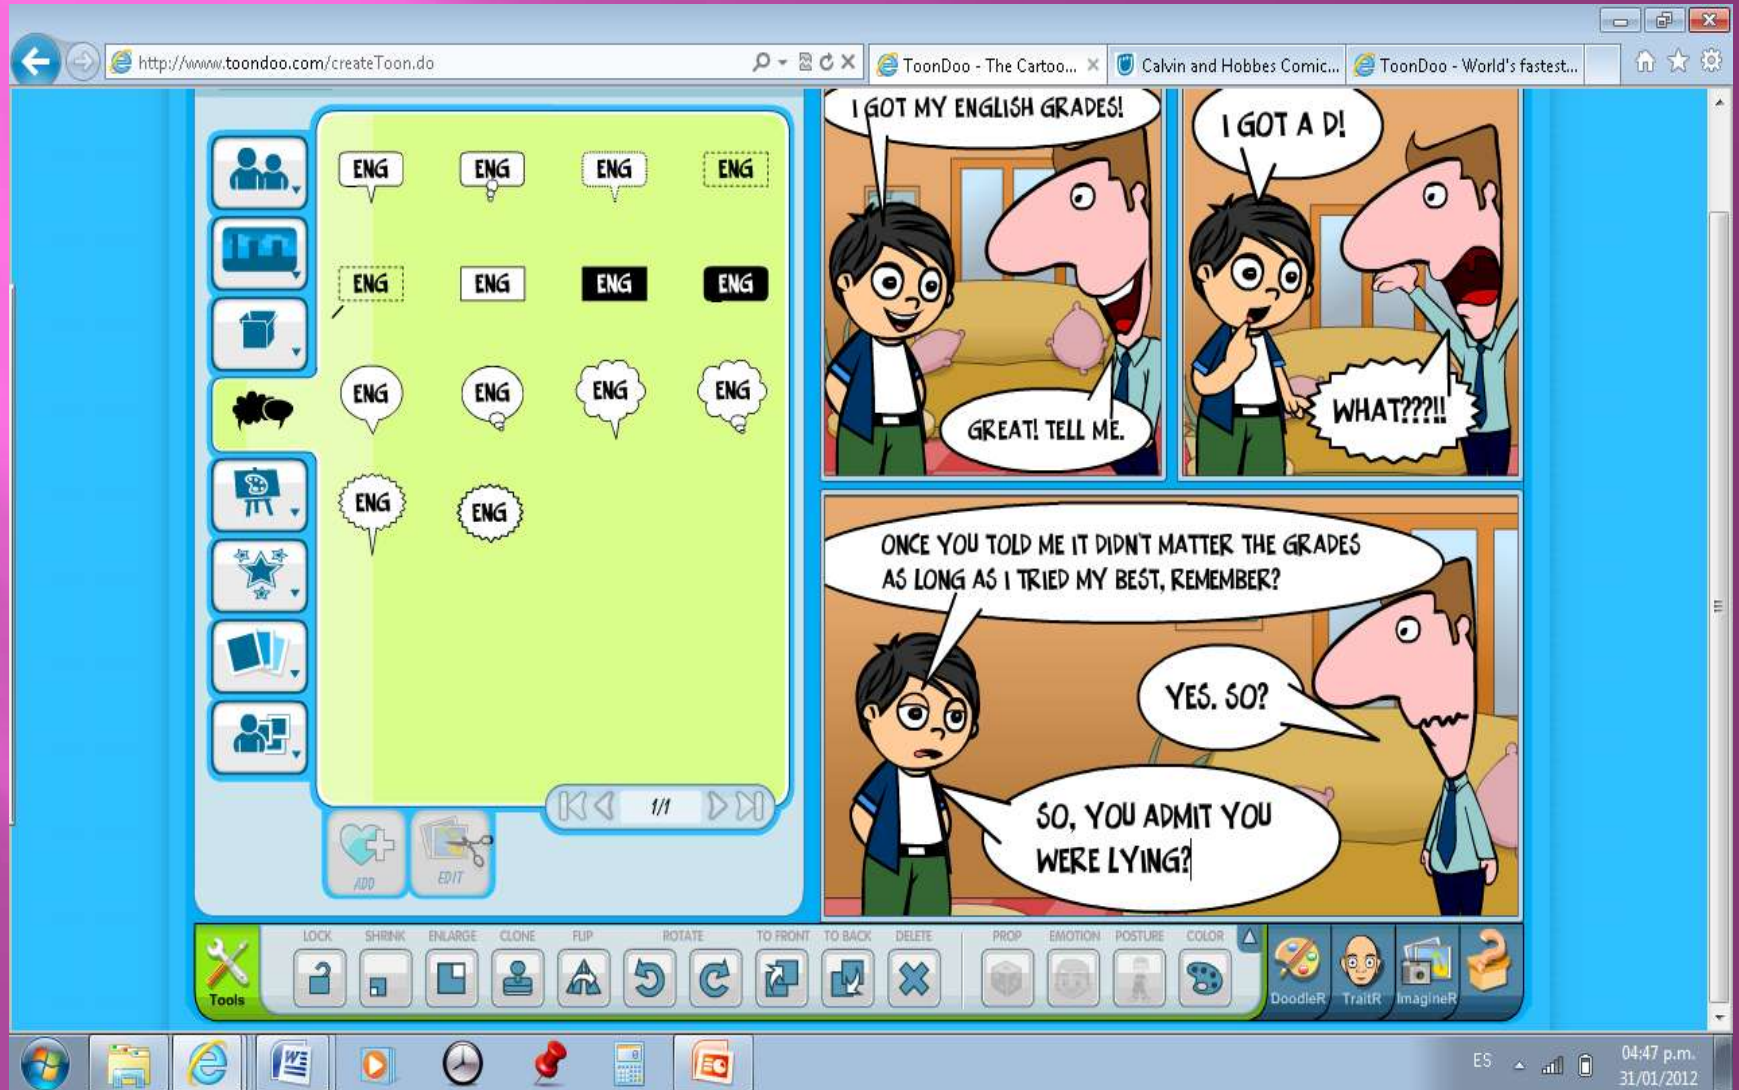 http://www.toondoo.com/createToon.do
ToonDoo - The Cartoo...
Calvin and Hobbes Comic...
ToonDoo - World's fastest...
ENG ENG ENG ENG
ENG ENG ENG ENG
ENG ENG ENG ENG
ENG ENG
1/1
ADD EDIT
I GOT MY ENGLISH GRADES!
GREAT! TELL ME.
I GOT A D!
WHAT???!!
ONCE YOU TOLD ME IT DIDN'T MATTER THE GRADES
AS LONG AS I TRIED MY BEST, REMEMBER?
YES. SO?
SO, YOU ADMIT YOU
WERE LYING?
Tools
LOCK SHRINK ENLARGE CLONE FLIP ROTATE TO FRONT TO BACK DELETE PROP EMOTION POSTURE COLOR
DoodleR TraitR ImagineR
ES
04:47 p.m.
31/01/2012